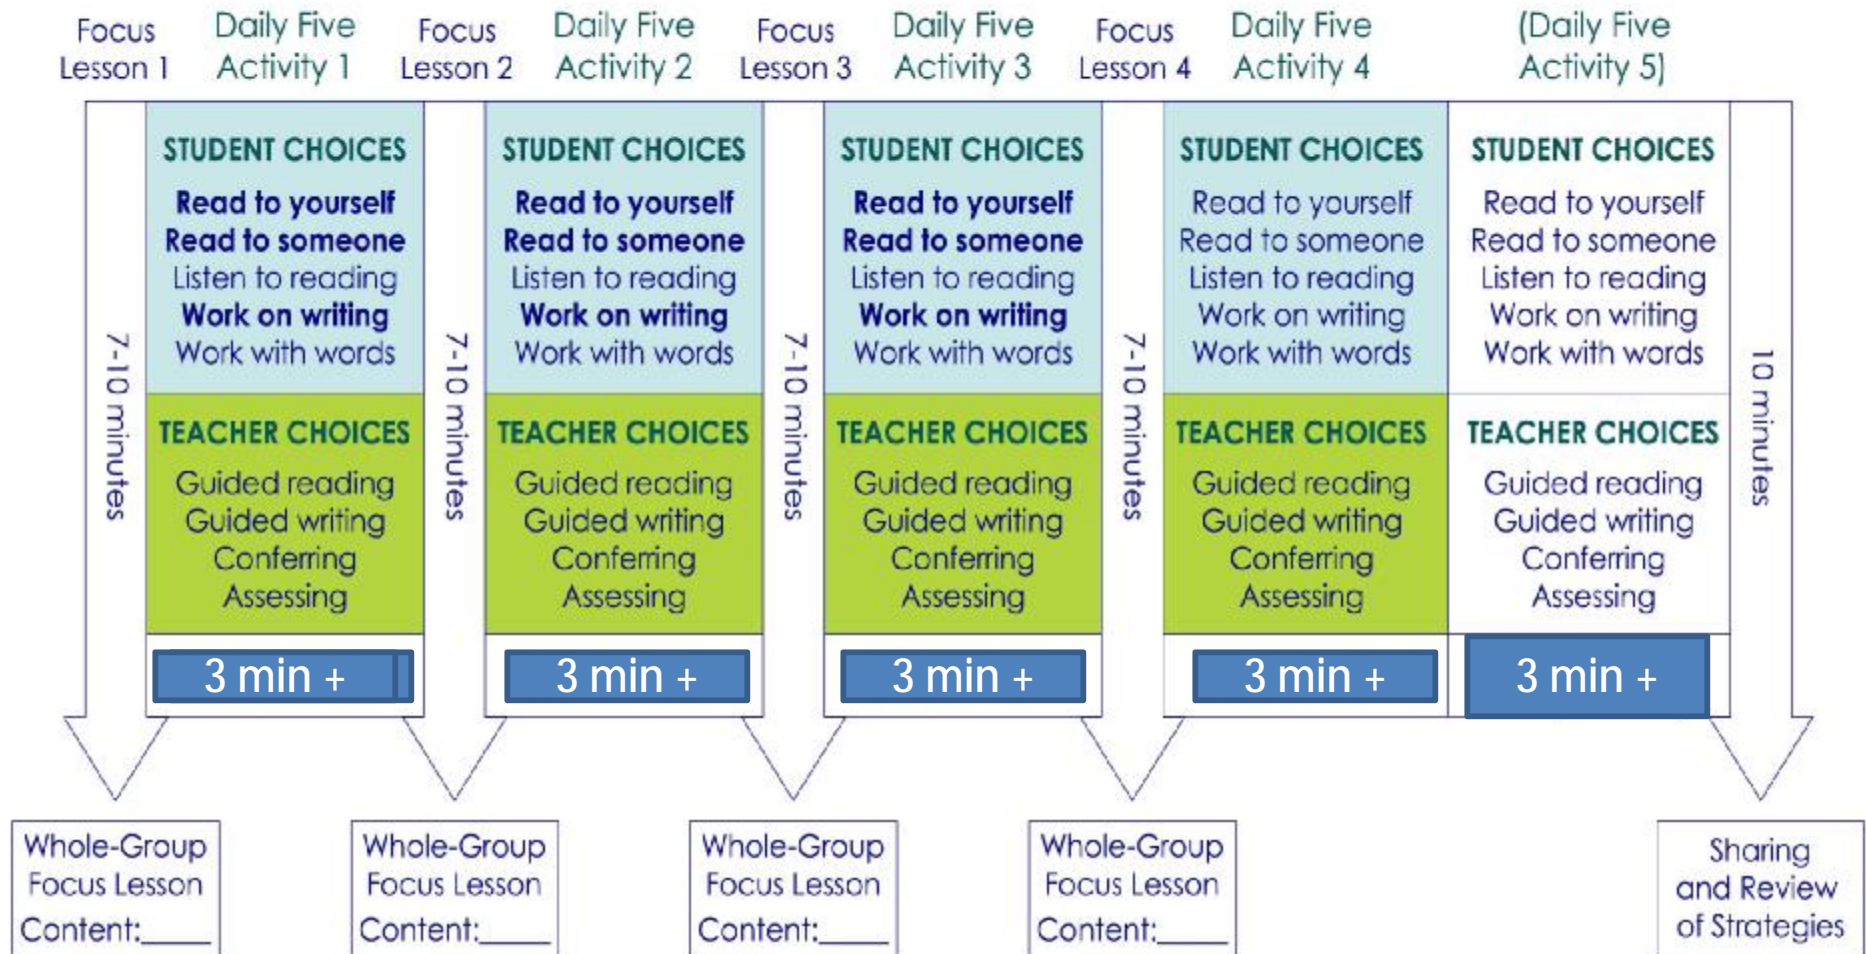 Focus
Lesson 1
Daily Five
Activity 1
Focus
Lesson 2
Daily Five
Activity 2
Focus
Lesson 3
Daily Five
Activity 3
Focus
Lesson 4
Daily Five
Activity 4
(Daily Five
Activity 5)
7-10 minutes
STUDENT CHOICES
Read to yourself
Read to someone
Listen to reading
Work on writing
Work with words
TEACHER CHOICES
Guided reading
Guided writing
Conferring
Assessing
3 min +
7-10 minutes
STUDENT CHOICES
Read to yourself
Read to someone
Listen to reading
Work on writing
Work with words
TEACHER CHOICES
Guided reading
Guided writing
Conferring
Assessing
3 min +
7-10 minutes
STUDENT CHOICES
Read to yourself
Read to someone
Listen to reading
Work on writing
Work with words
TEACHER CHOICES
Guided reading
Guided writing
Conferring
Assessing
3 min +
7-10 minutes
STUDENT CHOICES
Read to yourself
Read to someone
Listen to reading
Work on writing
Work with words
TEACHER CHOICES
Guided reading
Guided writing
Conferring
Assessing
3 min +
STUDENT CHOICES
Read to yourself
Read to someone
Listen to reading
Work on writing
Work with words
TEACHER CHOICES
Guided reading
Guided writing
Conferring
Assessing
3 min +
10 minutes
Whole-Group
Focus Lesson
Content:____
Whole-Group
Focus Lesson
Content:____
Whole-Group
Focus Lesson
Content:____
Whole-Group
Focus Lesson
Content:____
Sharing
and Review
of Strategies